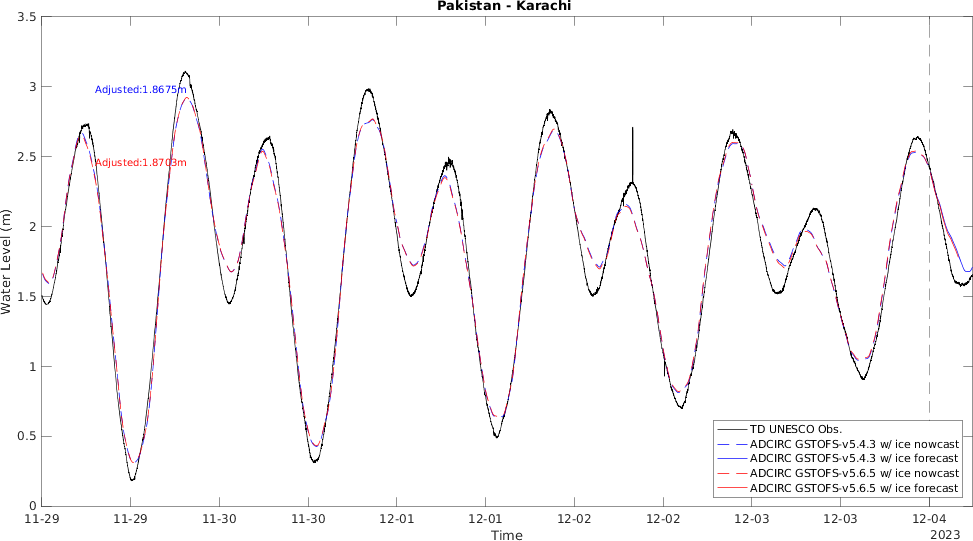 Pakistan - Karachi
3.5
3
2.5
2
1.5
1
0.5
0
Water Level (m)
Adjusted:1.8675m
Adjusted:1.8703m
TD UNESCO Obs.
ADCIRC GSTOFS-v5.4.3 w/ ice nowcast
ADCIRC GSTOFS-v5.4.3 w/ ice forecast
ADCIRC GSTOFS-v5.6.5 w/ ice nowcast
ADCIRC GSTOFS-v5.6.5 w/ ice forecast
11-29 11-29 11-30 11-30 12-01 12-01 12-02 12-02 12-03 12-03 12-04
Time
2023